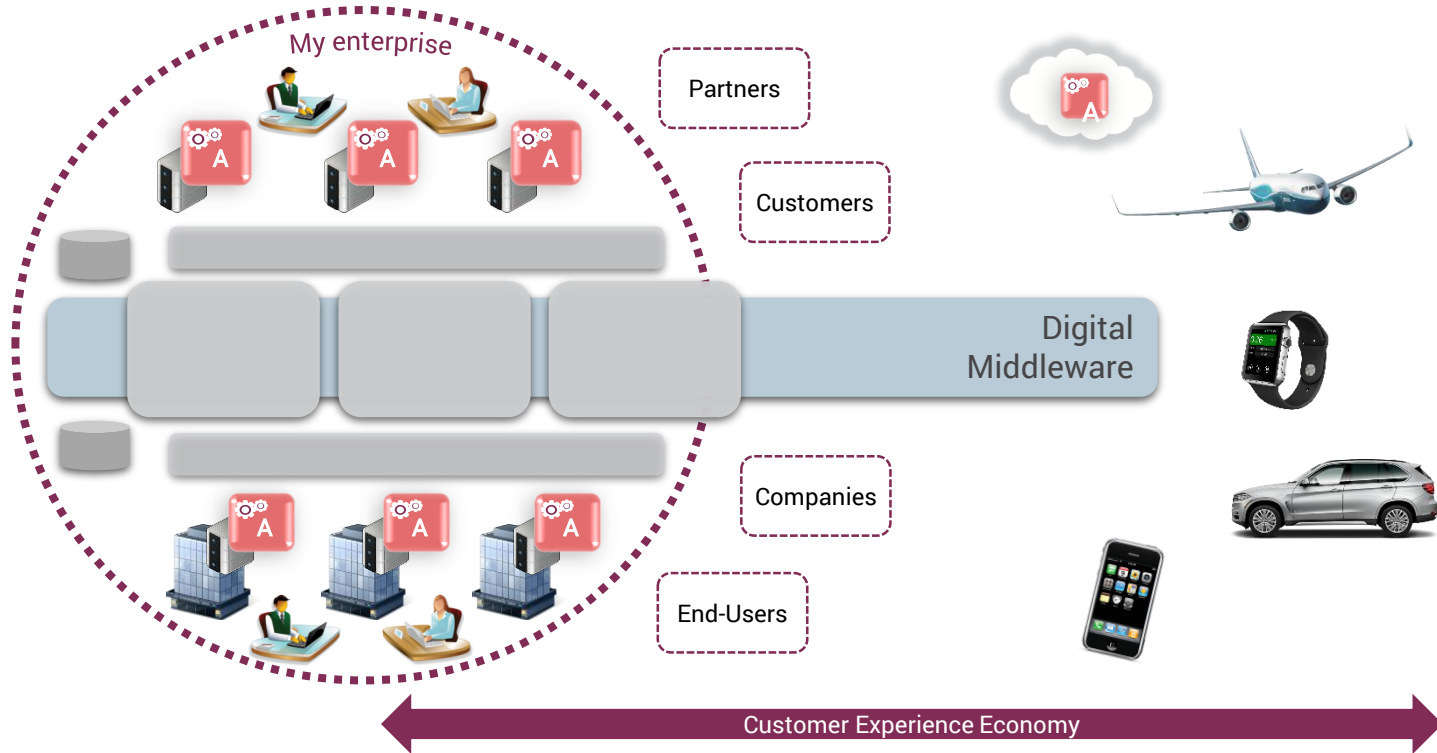 My enterprise
Partners
A
A
A
A
Customers
Digital
Middleware
Companies
A
A
A
End-Users
Customer Experience Economy